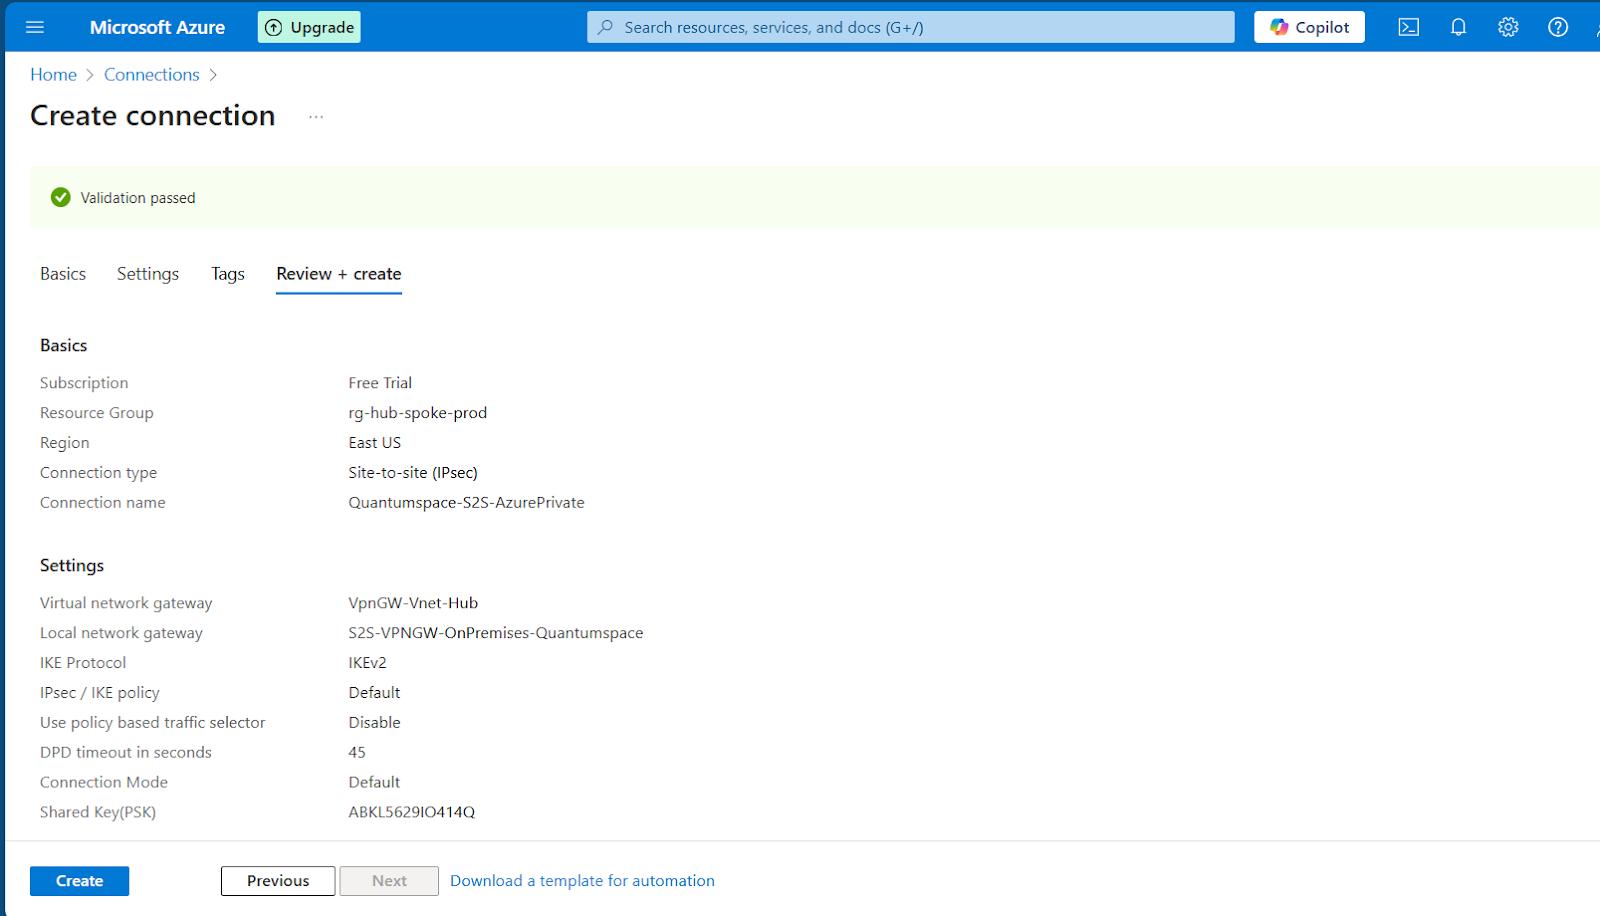 Microsoft Azure Upgrade Search resources, services, and docs (G+/) Copilot
Home > Connections >
Create connection ...
Validation passed
Basics Settings Tags Review + create
Basics
Subscription Free Trial
Resource Group rg-hub-spoke-prod
Region East US
Connection type Site-to-site (IPsec)
Connection name Quantumspace-S2S-AzurePrivate
Settings
Virtual network gateway VpnGW-Vnet-Hub
Local network gateway S2S-VPNGW-OnPremises-Quantumspace
IKE Protocol IKEv2
IPsec / IKE policy Default
Use policy based traffic selector Disable
DPD timeout in seconds 45
Connection Mode Default
Shared Key(PSK) ABKL5629IO414Q
Create Previous Next Download a template for automation